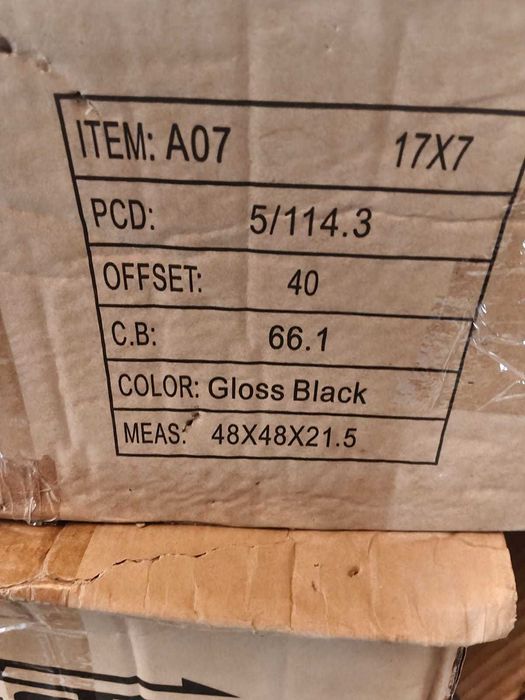 ITEM: A07 17X7
PCD: 5/114.3
OFFSET: 40
C.B: 66.1
COLOR: Gloss Black
MEAS: 48X48X21.5